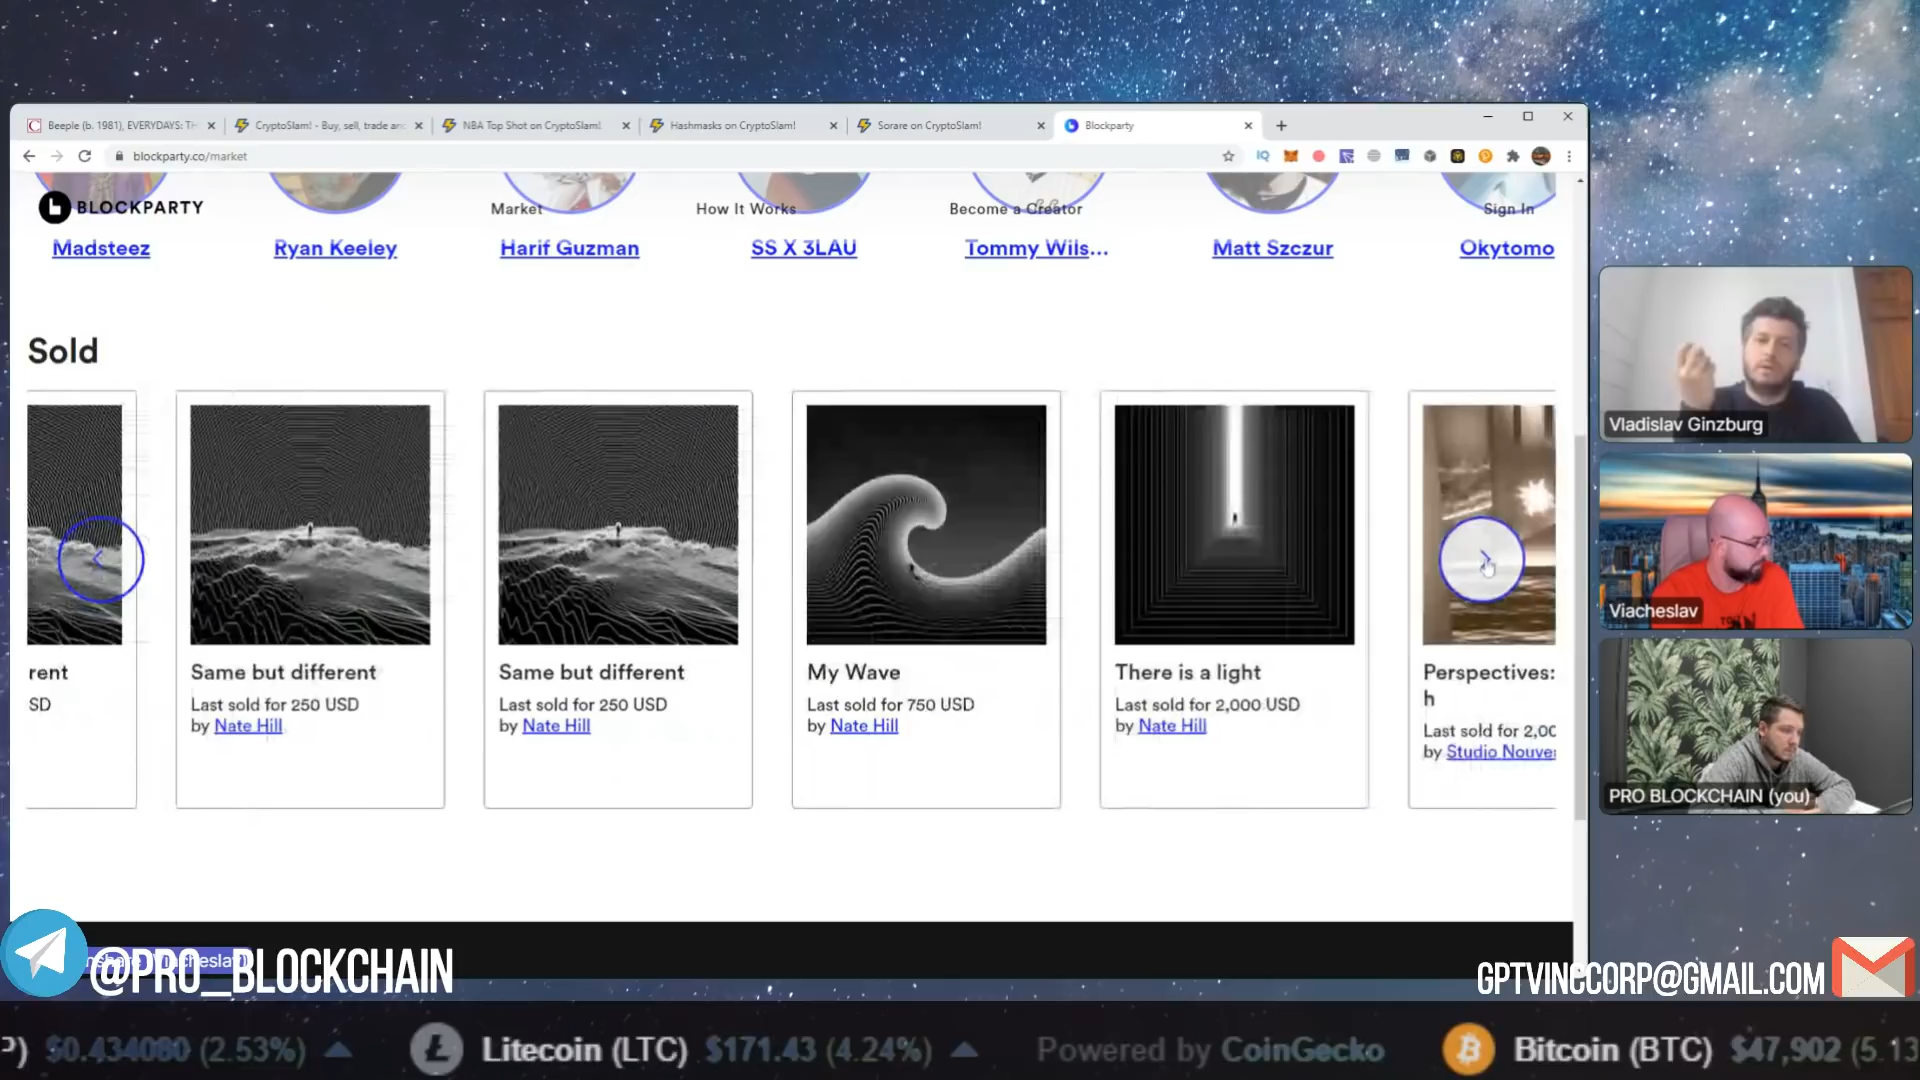 Beeple (b. 1981), EVERYDAYS: TH
CryptoSlam! - Buy, sell, trade and
NBA Top Shot on CryptoSlam!
Hashmasks on CryptoSlam!
Sorare on CryptoSlam!
Blockparty
blockparty.co/market
BLOCKPARTY
Market
How It Works
Become a Creator
Sign In
Madsteez
Ryan Keeley
Harif Guzman
SS X 3LAU
Tommy Wils...
Matt Szczur
Okytomo
Sold
rent
SD
Same but different
Last sold for 250 USD
by Nate Hill
Same but different
Last sold for 250 USD
by Nate Hill
My Wave
Last sold for 750 USD
by Nate Hill
There is a light
Last sold for 2,000 USD
by Nate Hill
Perspectives:
h
Last sold for 2,00
by Studio Nouve
Vladislav Ginzburg
Viacheslav
PRO BLOCKCHAIN (you)
@PRO_BLOCKCHAIN
GPTVINCCORP@GMAIL.COM
$0.434080 (2.53%)
Litecoin (LTC) $171.43 (4.24%)
Powered by CoinGecko
Bitcoin (BTC) $47,902 (5.13